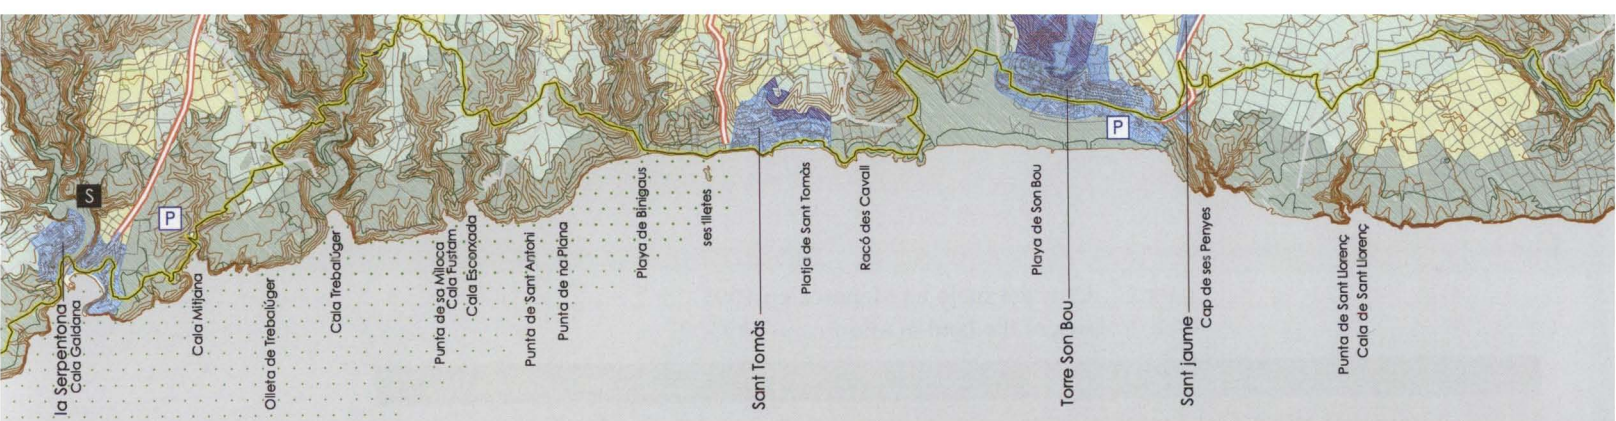 S
P
la Serpentona
Cala Galdana
Cala Mitjana
Olleta de Trebalúger
Cala Trebalúger
Punta de sa Miloca
Cala Fustam
Cala Escorxada
Punta de Sant Antoni
Punta de na Plana
Playa de Binigaus
ses Illetes
Sant Tomàs
Platja de Sant Tomàs
Racó des Cavall
Playa de Son Bou
Torre Son Bou
P
Sant Jaume
Cap de ses Penyes
Punta de Sant Llorenç
Cala de Sant Llorenç